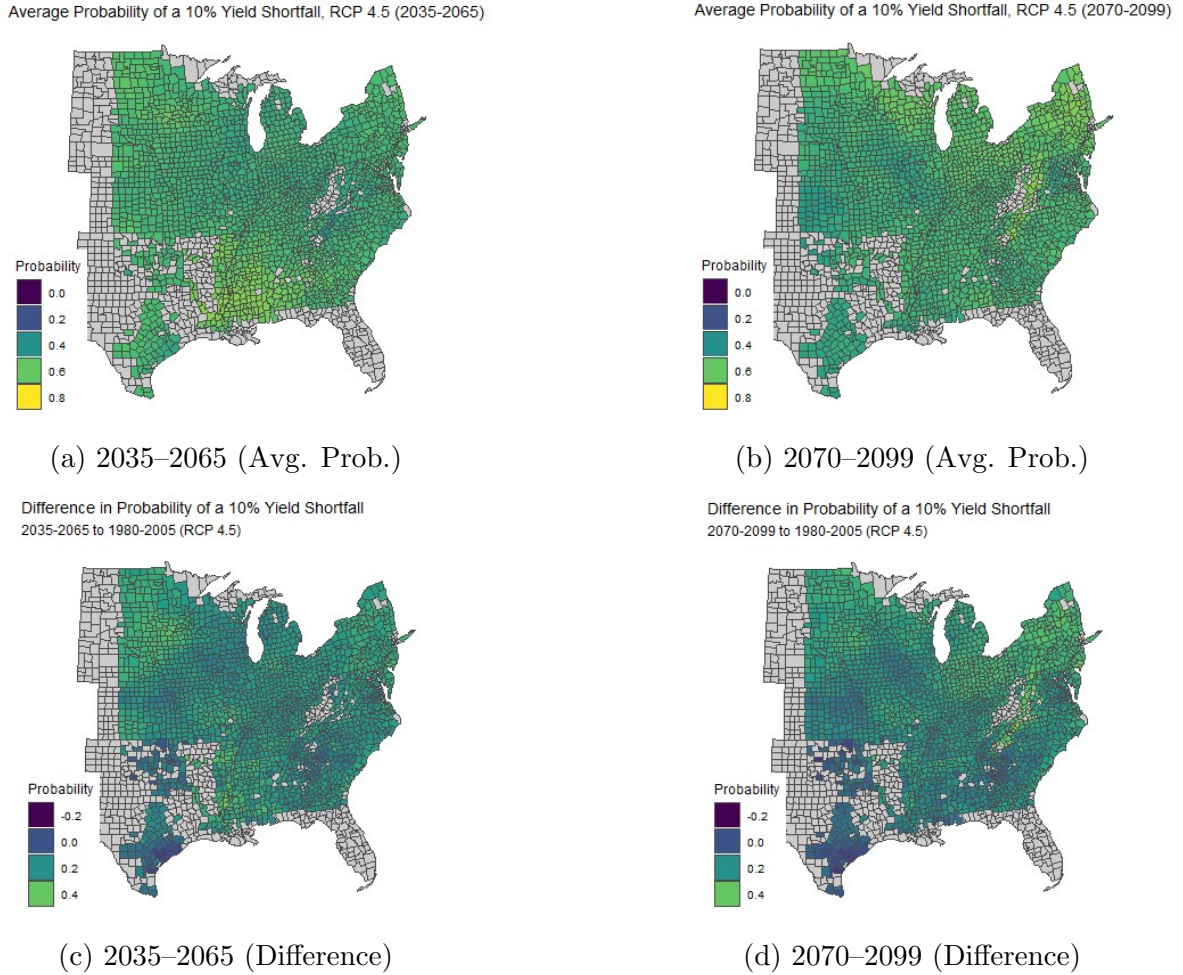 Average Probability of a 10% Yield Shortfall, RCP 4.5 (2035-2065)
Probability
0.0
0.2
0.4
0.6
0.8
(a) 2035–2065 (Avg. Prob.)
Average Probability of a 10% Yield Shortfall, RCP 4.5 (2070-2099)
Probability
0.0
0.2
0.4
0.6
0.8
(b) 2070–2099 (Avg. Prob.)
Difference in Probability of a 10% Yield Shortfall
2035-2065 to 1980-2005 (RCP 4.5)
Probability
-0.2
0.0
0.2
0.4
(c) 2035–2065 (Difference)
Difference in Probability of a 10% Yield Shortfall
2070-2099 to 1980-2005 (RCP 4.5)
Probability
-0.2
0.0
0.2
0.4
(d) 2070–2099 (Difference)